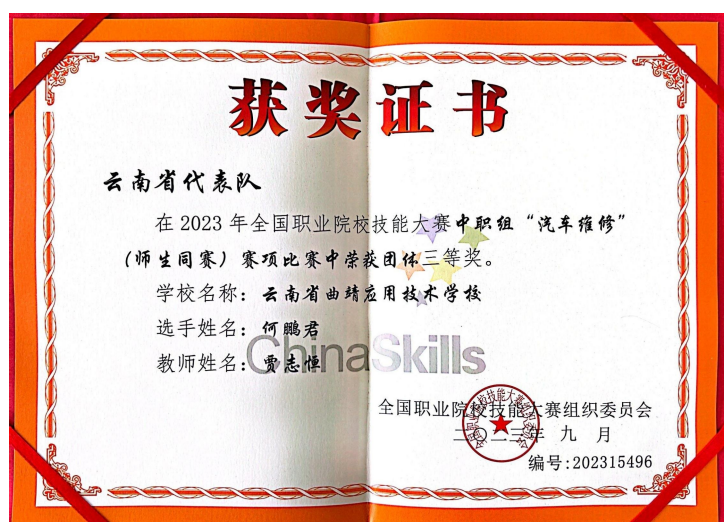 获奖证书
云南省代表队
在 2023 年全国职业院校技能大赛中职组“汽车维修”
(师生同赛)赛项比赛中荣获团体三等奖。
学校名称：云南省曲靖应用技术学校
选手姓名：何鹏君
教师姓名：贾志恒
ChinaSkills
全国职业院校技能大赛组织委员会
二〇二三年 九 月
编号:202315496